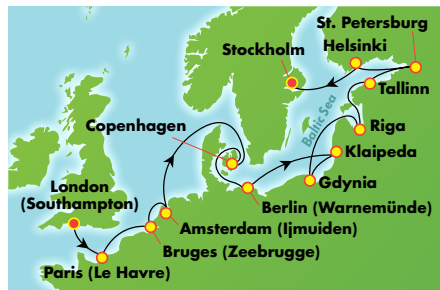 St. Petersburg
Helsinki
Stockholm
Tallinn
Baltic Sea
Copenhagen
Riga
Klaipeda
Gdynia
London
(Southampton)
Berlin (Warnemünde)
Amsterdam (Ijmuiden)
Bruges (Zeebrugge)
Paris (Le Havre)